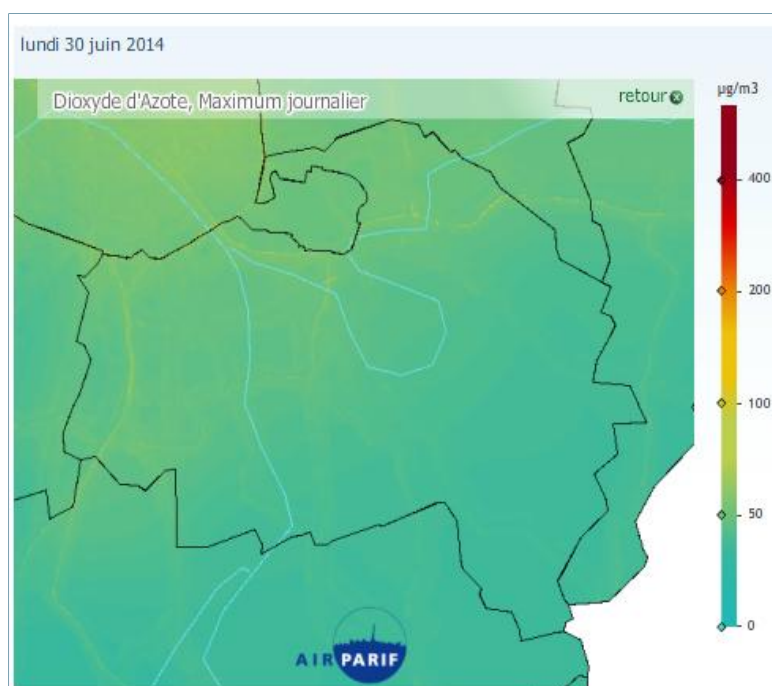 lundi 30 juin 2014
Dioxyde d'Azote, Maximum journalier
retour
µg/m3
400
200
100
50
0
AIRPARIF